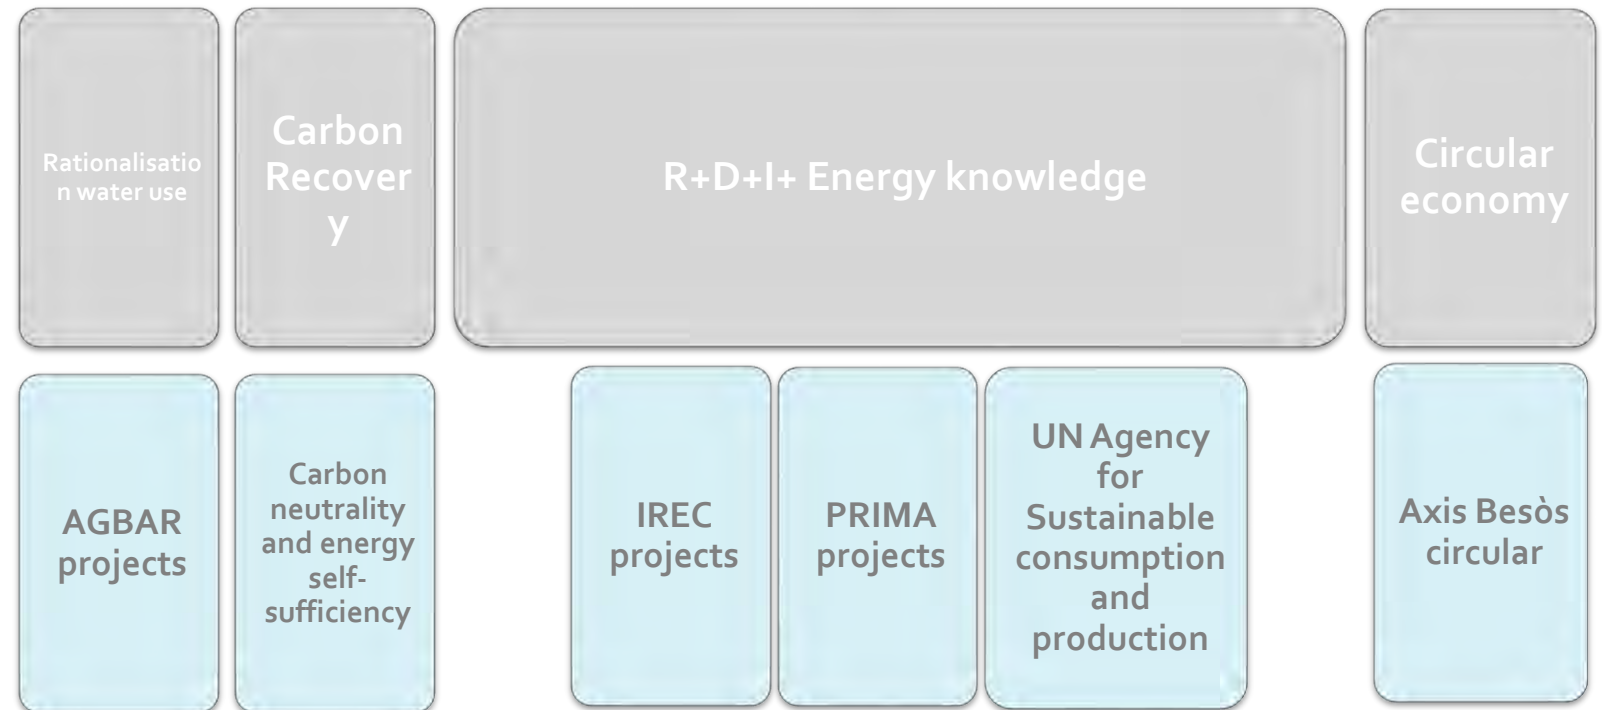 Rationalisatio
n water use
Carbon
Recover
y
R+D+I+ Energy knowledge
Circular
economy
AGBAR
projects
Carbon
neutrality
and energy
self-
sufficiency
IREC
projects
PRIMA
projects
UN Agency
for
Sustainable
consumption
and
production
Axis Besòs
circular